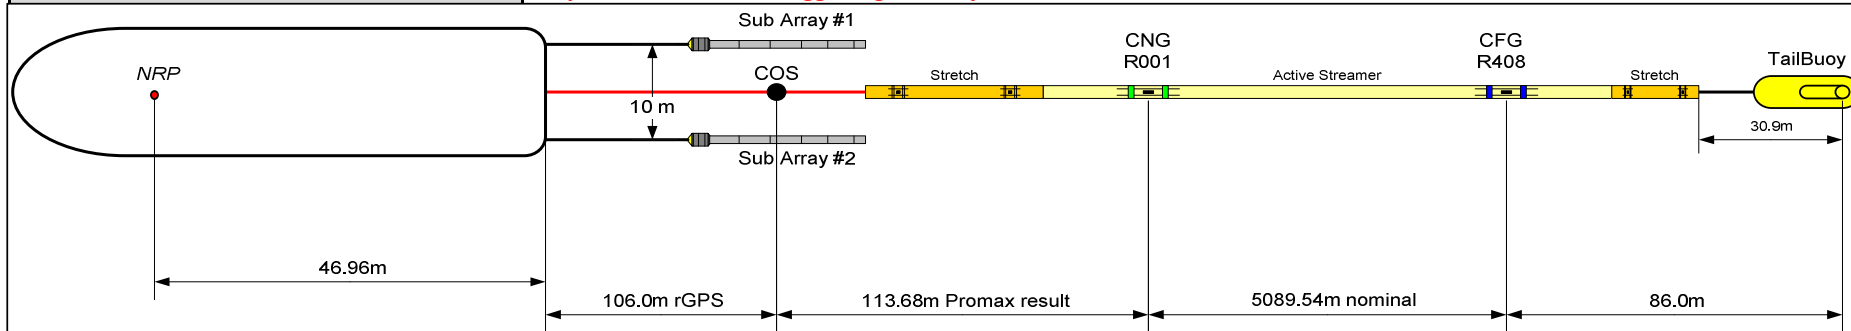 Sub Array #1
CNG
R001
CFG
R408
TailBuoy
NRP
COS
Stretch
Active Streamer
Stretch
10 m
30.9m
Sub Array #2
46.96m
106.0m rGPS
113.68m Promax result
5089.54m nominal
86.0m